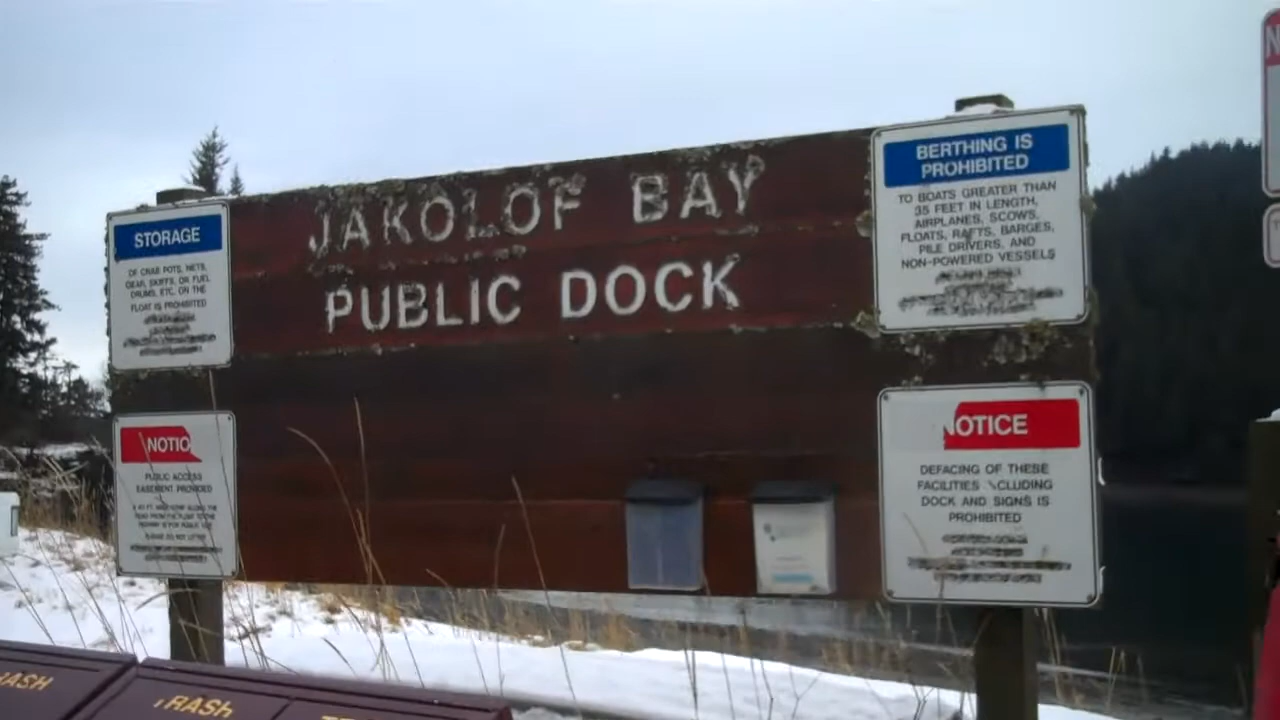 JAKOLOF BAY
PUBLIC DOCK
STORAGE
OF CRAB POTS, NETS,
GEAR, SKIFFS, OR FUEL
DRUMS, ETC. ON THE
FLOAT IS PROHIBITED
BERTHING IS
PROHIBITED
TO BOATS GREATER THAN
35 FEET IN LENGTH,
AIRPLANES, SCOWS,
FLOATS, RAFTS, BARGES,
PILE DRIVERS, AND
NON-POWERED VESSELS
NOTIC
PUBLIC ACCESS
EASEMENT PROVIDED
PLEASE DO NOT LITTER
NOTICE
DEFACING OF THESE
FACILITIES INCLUDING
DOCK AND SIGNS IS
PROHIBITED
RASH
TRASH